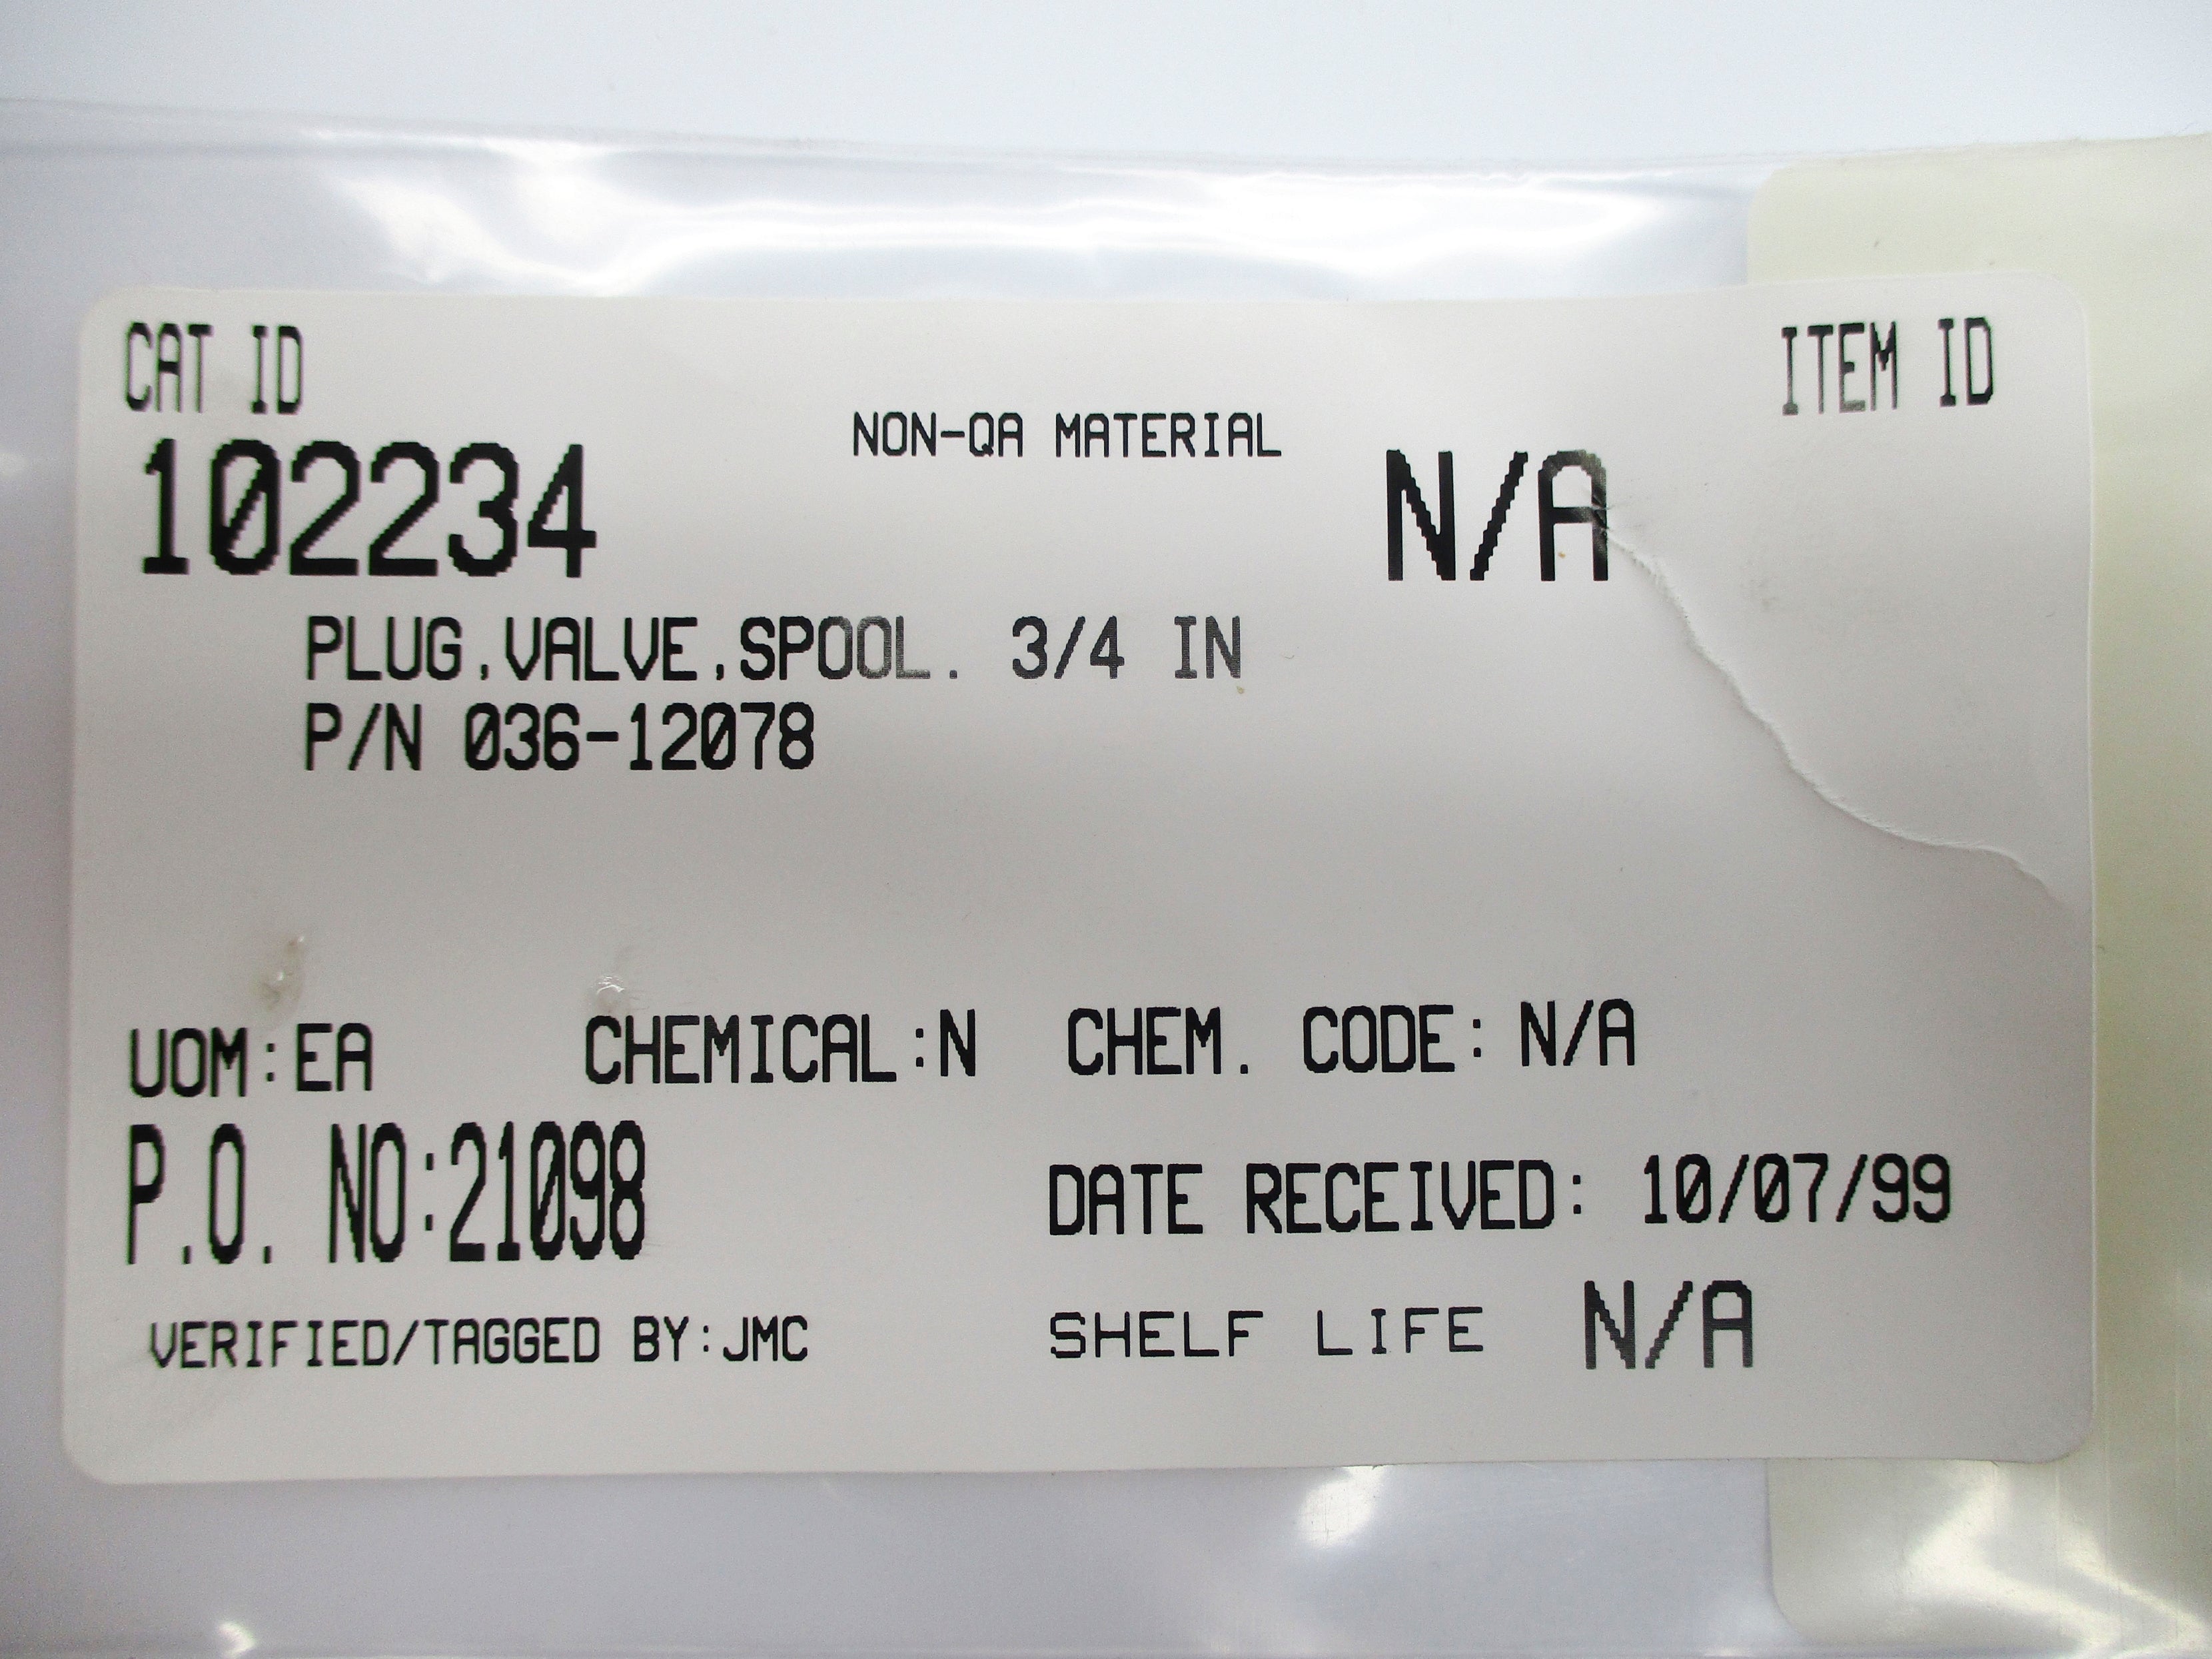 CAT ID ITEM ID
NON-QA MATERIAL
102234 N/A
PLUG,VALVE,SPOOL. 3/4 IN
P/N 036-12078
UOM:EA CHEMICAL:N CHEM. CODE: N/A
P.O. NO:21098 DATE RECEIVED: 10/07/99
VERIFIED/TAGGED BY:JMC SHELF LIFE N/A